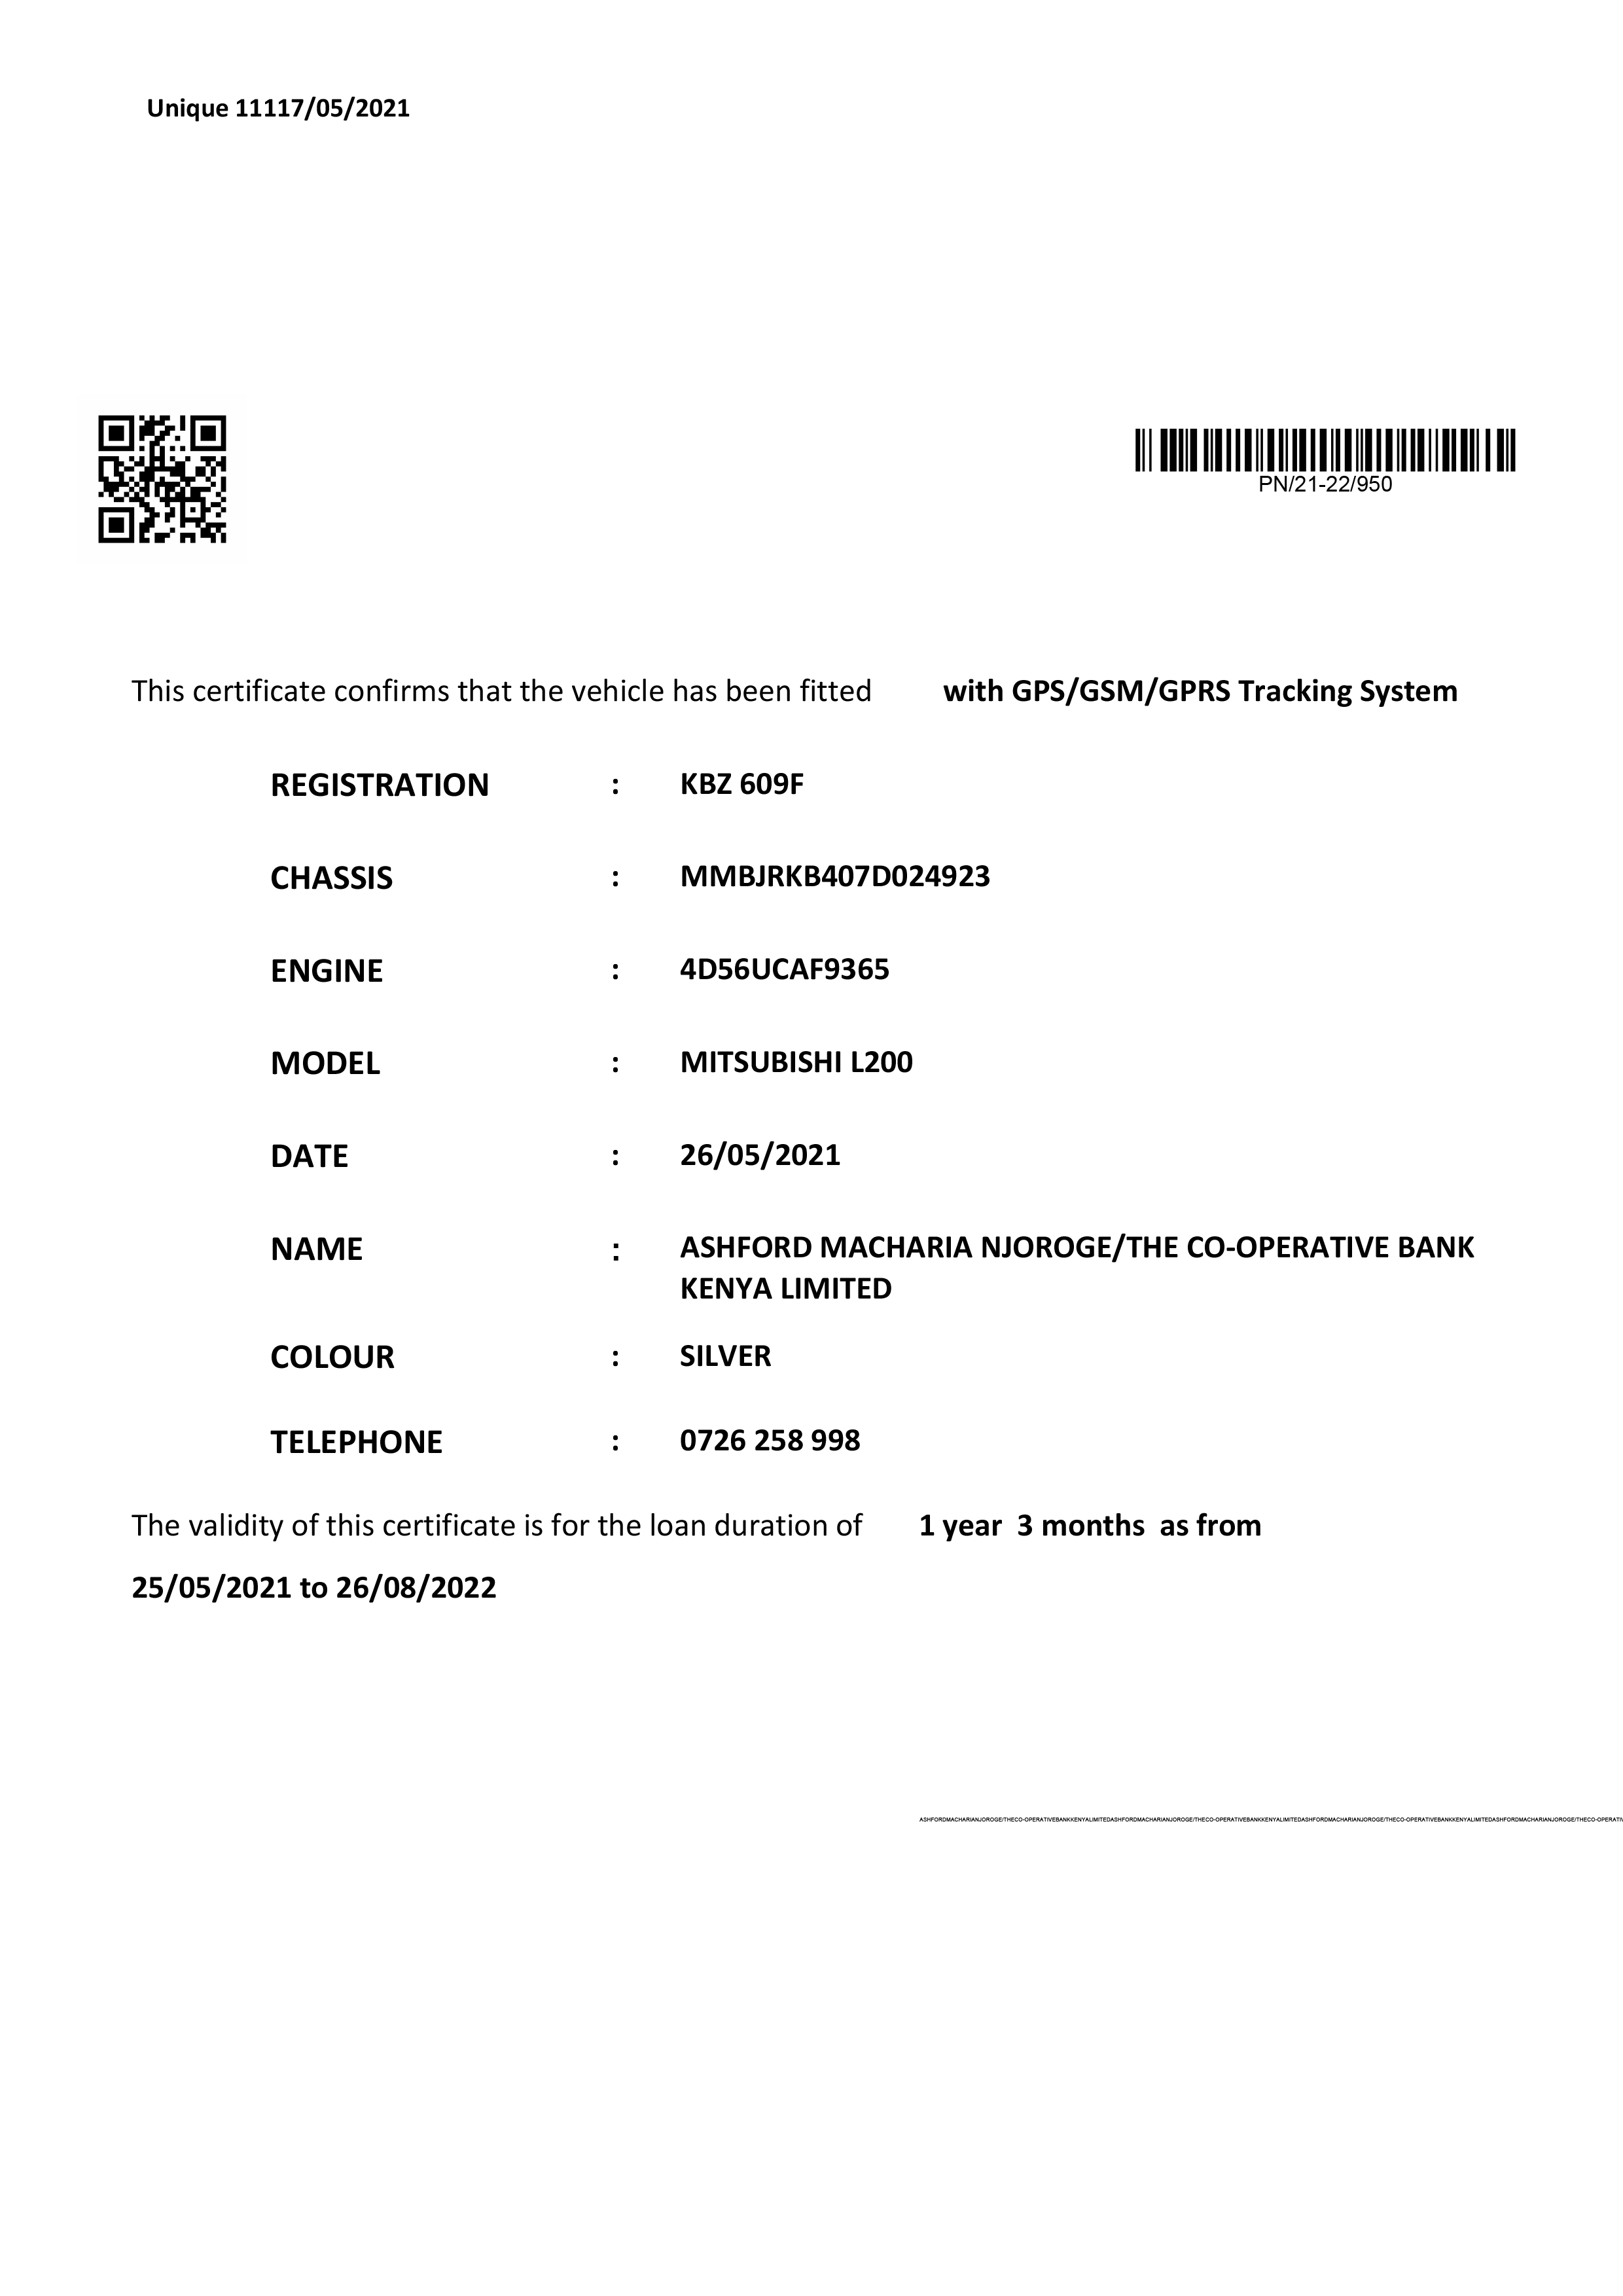 Unique 11117/05/2021
PN/21-22/950
This certificate confirms that the vehicle has been fitted with GPS/GSM/GPRS Tracking System
REGISTRATION : KBZ 609F
CHASSIS : MMBJRKB407D024923
ENGINE : 4D56UCAF9365
MODEL : MITSUBISHI L200
DATE : 26/05/2021
NAME : ASHFORD MACHARIA NJOROGE/THE CO-OPERATIVE BANK
KENYA LIMITED
COLOUR : SILVER
TELEPHONE : 0726 258 998
The validity of this certificate is for the loan duration of 1 year 3 months as from
25/05/2021 to 26/08/2022
ASHFORDMACHARIANJOROGE/THECO-OPERATIVEBANKKENYALIMITEDASHFORDMACHARIANJOROGE/THECO-OPERATIVEBANKKENYALIMITEDASHFORDMACHARIANJOROGE/THECO-OPERATIVEBANKKENYALIMITEDASHFORDMACHARIANJOROGE/THECO-OPERATIV